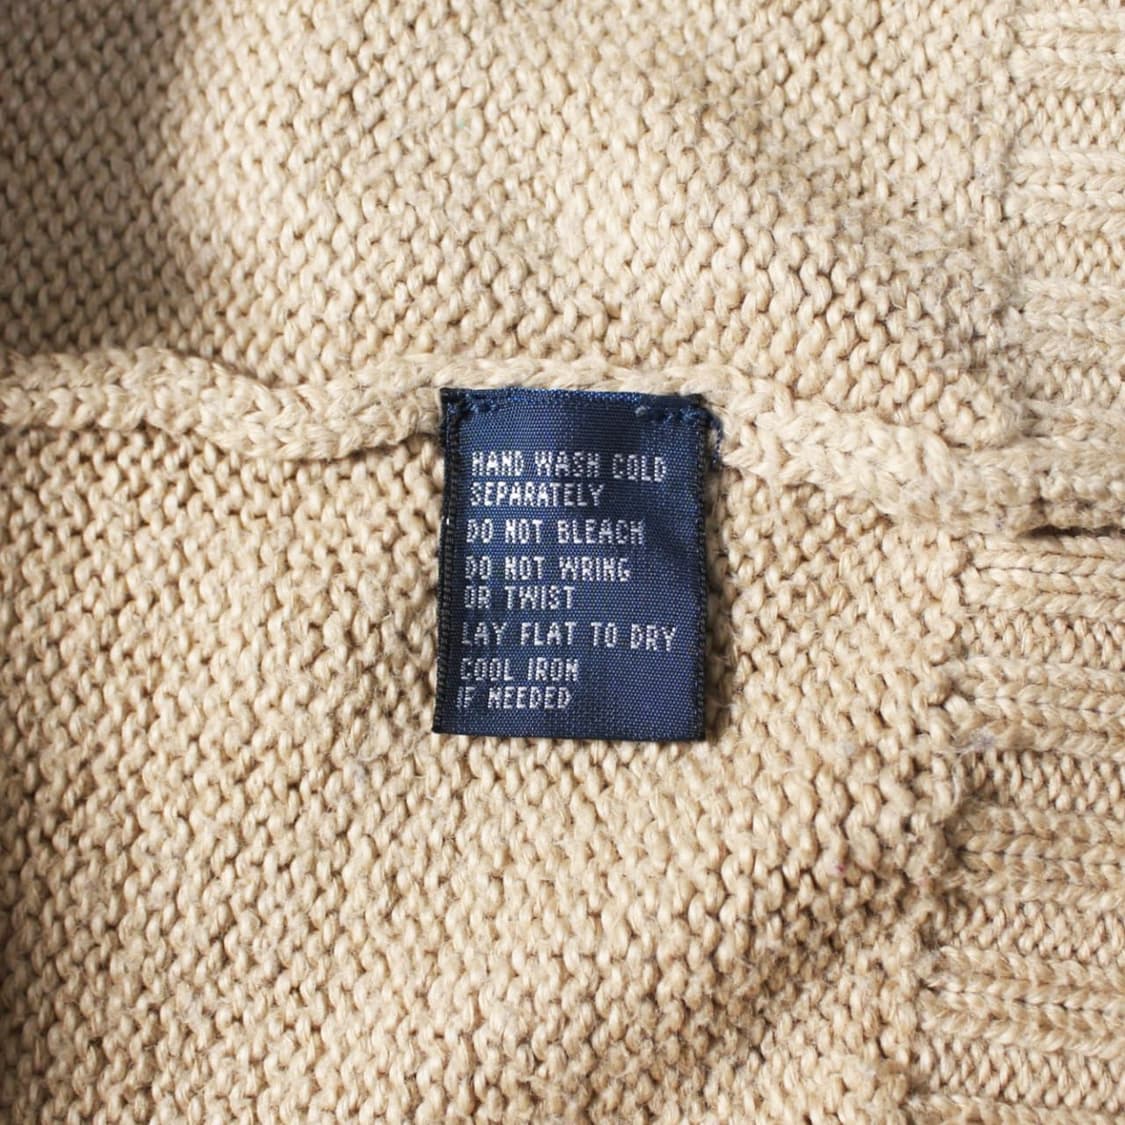 HAND WASH COLD
SEPARATELY
DO NOT BLEACH
DO NOT WRING
OR TWIST
LAY FLAT TO DRY
COOL IRON
IF NEEDED